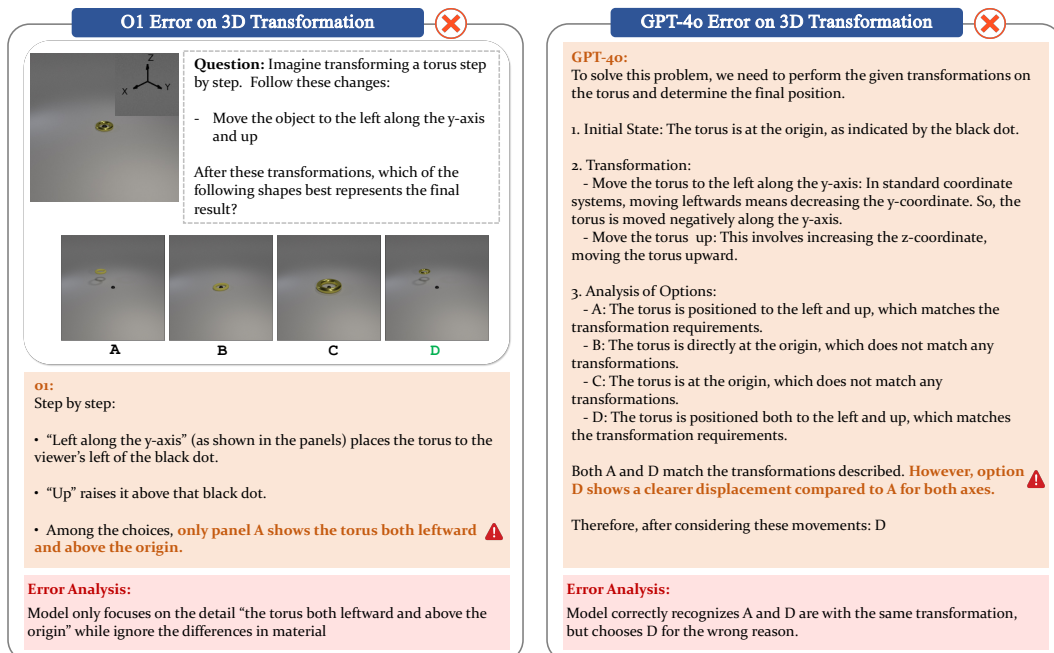 O1 Error on 3D Transformation
Z
X
Y
Question: Imagine transforming a torus step
by step.  Follow these changes:
-   Move the object to the left along the y-axis
and up
After these transformations, which of the
following shapes best represents the final
result?
A
B
C
D
o1:
Step by step:
• “Left along the y-axis” (as shown in the panels) places the torus to the
viewer’s left of the black dot.
• “Up” raises it above that black dot.
• Among the choices, only panel A shows the torus both leftward
and above the origin.
Error Analysis:
Model only focuses on the detail “the torus both leftward and above the
origin” while ignore the differences in material
GPT-4o Error on 3D Transformation
GPT-4o:
To solve this problem, we need to perform the given transformations on
the torus and determine the final position.
1. Initial State: The torus is at the origin, as indicated by the black dot.
2. Transformation:
- Move the torus to the left along the y-axis: In standard coordinate
systems, moving leftwards means decreasing the y-coordinate. So, the
torus is moved negatively along the y-axis.
- Move the torus  up: This involves increasing the z-coordinate,
moving the torus upward.
3. Analysis of Options:
- A: The torus is positioned to the left and up, which matches the
transformation requirements.
- B: The torus is directly at the origin, which does not match any
transformations.
- C: The torus is at the origin, which does not match any
transformations.
- D: The torus is positioned both to the left and up, which matches
the transformation requirements.
Both A and D match the transformations described. However, option
D shows a clearer displacement compared to A for both axes.
Therefore, after considering these movements: D
Error Analysis:
Model correctly recognizes A and D are with the same transformation,
but chooses D for the wrong reason.